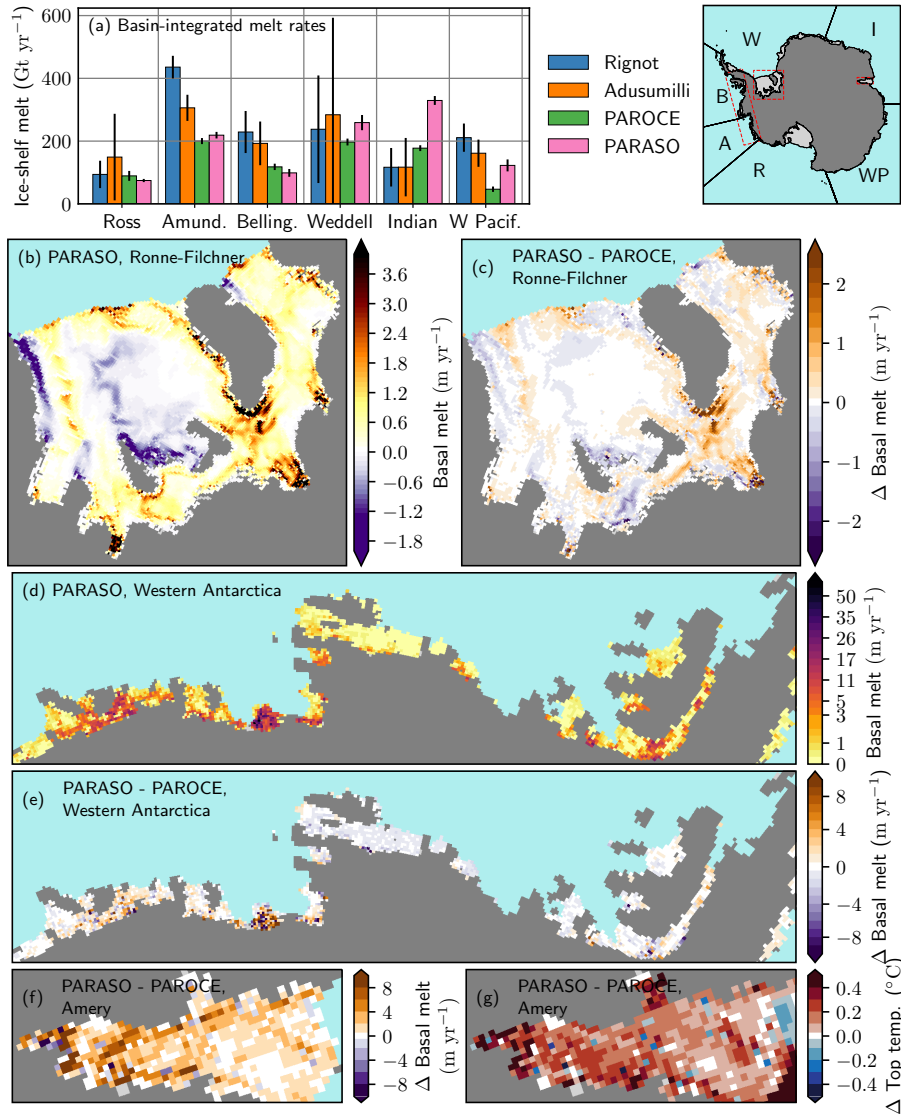 (a) Basin-integrated melt rates
Ice-shelf melt (Gt yr⁻¹)
600
400
200
0
Ross
Amund.
Belling.
Weddell
Indian
W Pacif.
Rignot
Adusumilli
PAROCE
PARASO
W
I
B
A
R
WP
(b) PARASO, Ronne-Filchner
3.6
3.0
2.4
1.8
1.2
0.6
0.0
−0.6
−1.2
−1.8
Basal melt (m yr⁻¹)
(c)
PARASO - PAROCE,
Ronne-Filchner
2
1
0
−1
−2
Δ Basal melt (m yr⁻¹)
(d) PARASO, Western Antarctica
50
35
26
17
11
5
3
1
0
Basal melt (m yr⁻¹)
(e)
PARASO - PAROCE,
Western Antarctica
8
4
0
−4
−8
Δ Basal melt (m yr⁻¹)
(f)
PARASO - PAROCE,
Amery
8
4
0
−4
−8
Δ Basal melt
(m yr⁻¹)
(g)
PARASO - PAROCE,
Amery
0.4
0.2
0.0
−0.2
−0.4
Δ Top temp. (°C)